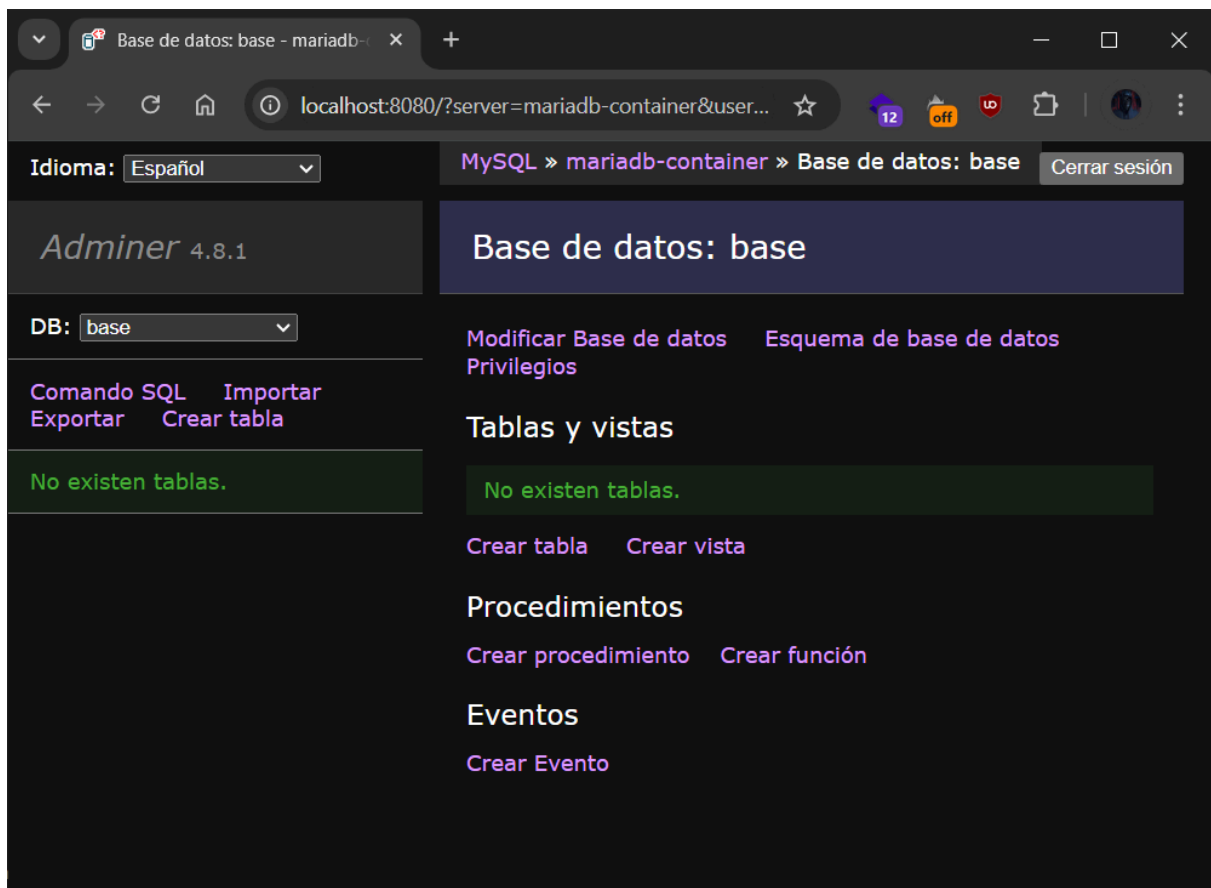 Base de datos: base - mariadb-
localhost:8080/?server=mariadb-container&user...
12
off
Idioma: Español
MySQL » mariadb-container » Base de datos: base
Cerrar sesión
Adminer 4.8.1
Base de datos: base
DB: base
Modificar Base de datos Esquema de base de datos
Privilegios
Comando SQL Importar
Exportar Crear tabla
Tablas y vistas
No existen tablas.
No existen tablas.
Crear tabla Crear vista
Procedimientos
Crear procedimiento Crear función
Eventos
Crear Evento